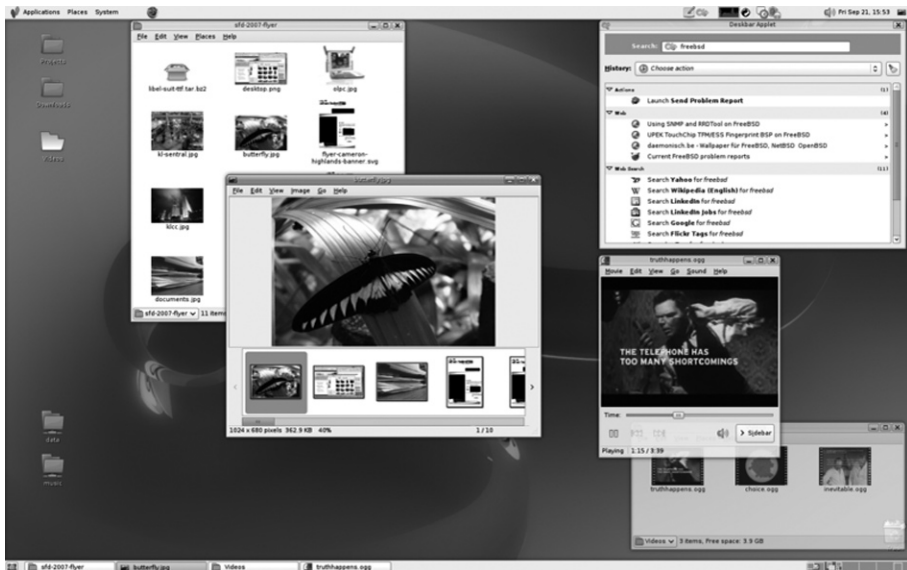 Applications Places System
Fri Sep 21, 15:53
Projects
Downloads
Videos
data
music
sfd-2007-flyer
File Edit View Places Help
libel-suit-ttf.tar.bz2
desktop.png
olpc.jpg
kl-sentral.jpg
butterfly.jpg
flyer-cameron-
highlands-banner.svg
klcc.jpg
documents.jpg
sfd-2007-flyer
11 items
butterfly.jpg
File Edit View Image Go Help
1024 x 680 pixels 362.9 KB 40%
1 / 10
Deskbar Applet
Search: freebsd
History: Choose action
Actions (1)
Launch Send Problem Report
Web (4)
Using SNMP and RRDTool on FreeBSD
UPEK TouchChip TFM/ESS Fingerprint BSP on FreeBSD
daemonisch.be - Wallpaper für FreeBSD, NetBSD OpenBSD
Current FreeBSD problem reports
Web Search (11)
Search Yahoo for freebsd
Search Wikipedia (English) for freebsd
Search LinkedIn for freebsd
Search LinkedIn Jobs for freebsd
Search Google for freebsd
Search Flickr Tags for freebsd
truthhappens.ogg
Movie Edit View Go Sound Help
THE TELEPHONE HAS
TOO MANY SHORTCOMINGS
Time:
Sidebar
Playing 1:15 / 3:39
truthhappens.ogg
choice.ogg
inevitable.ogg
Videos
3 items, Free space: 3.9 GB
sfd-2007-flyer
butterfly.jpg
Videos
truthhappens.ogg